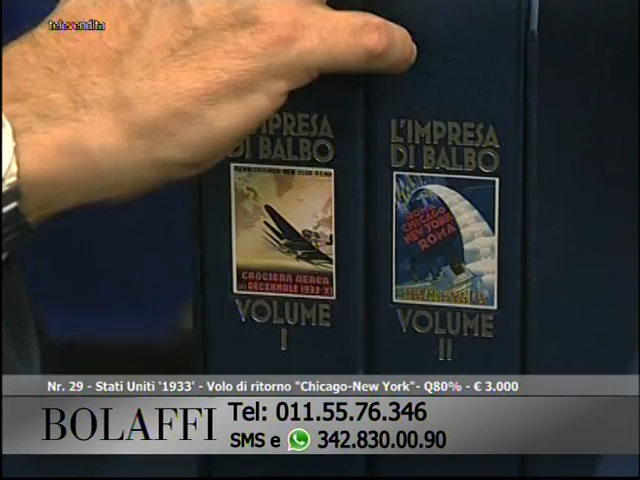 televendita
L'IMPRESA
DI BALBO
L'IMPRESA
DI BALBO
CROCIERA AEREA
DEL DECENNALE 1933-XI
ROMA
CHICAGO
NEW YORK
ROMA
VOLUME
I
VOLUME
II
Nr. 29 - Stati Uniti '1933' - Volo di ritorno "Chicago-New York"- Q80% - € 3.000
BOLAFFI
Tel: 011.55.76.346
SMS e 342.830.00.90